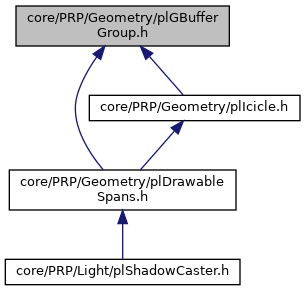 core/PRP/Geometry/plGBuffer
Group.h
core/PRP/Geometry/plIcicle.h
core/PRP/Geometry/plDrawable
Spans.h
core/PRP/Light/plShadowCaster.h